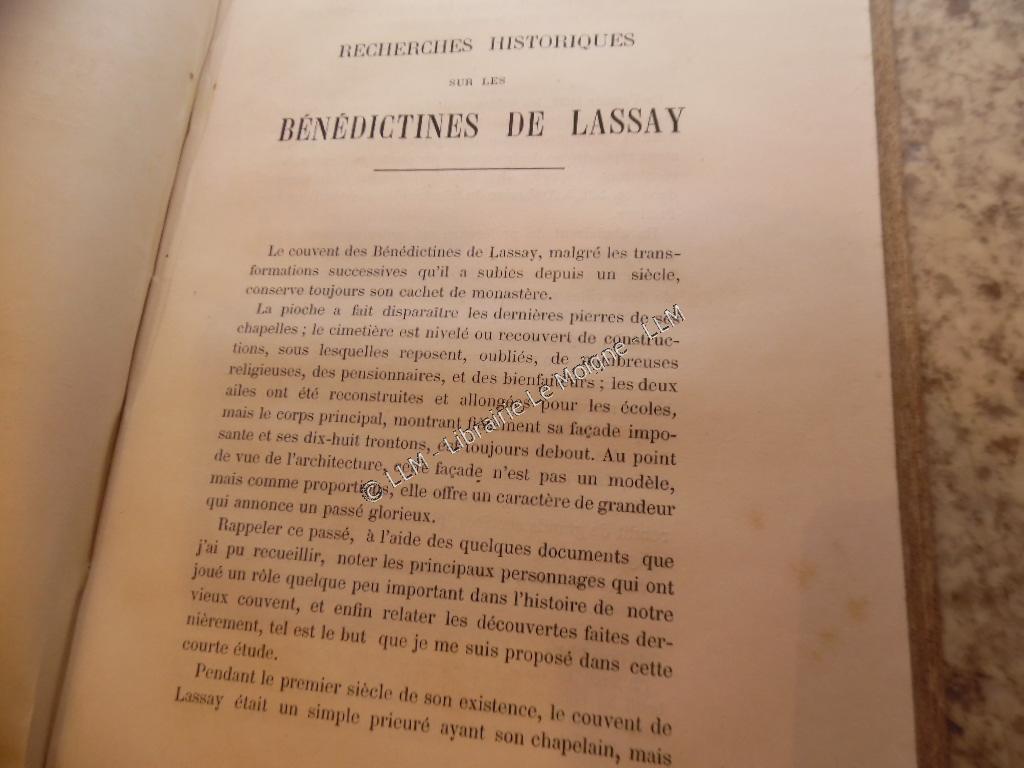 RECHERCHES HISTORIQUES
SUR LES
BÉNÉDICTINES DE LASSAY
Le couvent des Bénédictines de Lassay, malgré les trans-
formations successives qu'il a subies depuis un siècle,
conserve toujours son cachet de monastère.
La pioche a fait disparaître les dernières pierres de ses
chapelles ; le cimetière est nivelé ou recouvert de construc-
tions, sous lesquelles reposent, oubliés, de nombreuses
religieuses, des pensionnaires, et des bienfaiteurs ; les deux
ailes ont été reconstruites et allongées pour les écoles,
mais le corps principal, montrant fièrement sa façade impo-
sante et ses dix-huit frontons, est toujours debout. Au point
de vue de l'architecture, cette façade n'est pas un modèle,
mais comme proportions, elle offre un caractère de grandeur
qui annonce un passé glorieux.
Rappeler ce passé, à l'aide des quelques documents que
j'ai pu recueillir, noter les principaux personnages qui ont
joué un rôle quelque peu important dans l'histoire de notre
vieux couvent, et enfin relater les découvertes faites der-
nièrement, tel est le but que je me suis proposé dans cette
courte étude.
Pendant le premier siècle de son existence, le couvent de
Lassay était un simple prieuré ayant son chapelain, mais
© LLM - Librairie Le Moigne - LLM